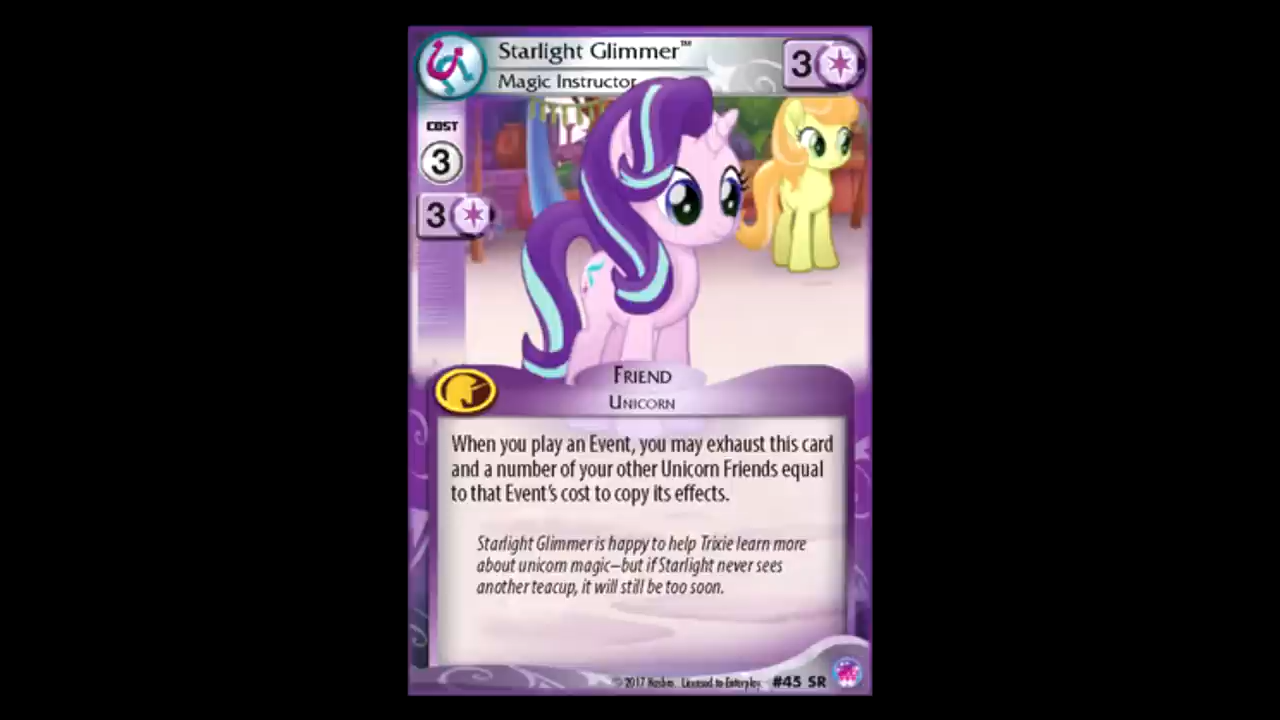 Starlight Glimmer™
Magic Instructor
3
COST
3
3
FRIEND
UNICORN
When you play an Event, you may exhaust this card
and a number of your other Unicorn Friends equal
to that Event's cost to copy its effects.
Starlight Glimmer is happy to help Trixie learn more
about unicorn magic–but if Starlight never sees
another teacup, it will still be too soon.
© 2017 Hasbro. Licensed to Enterplay. #45 SR